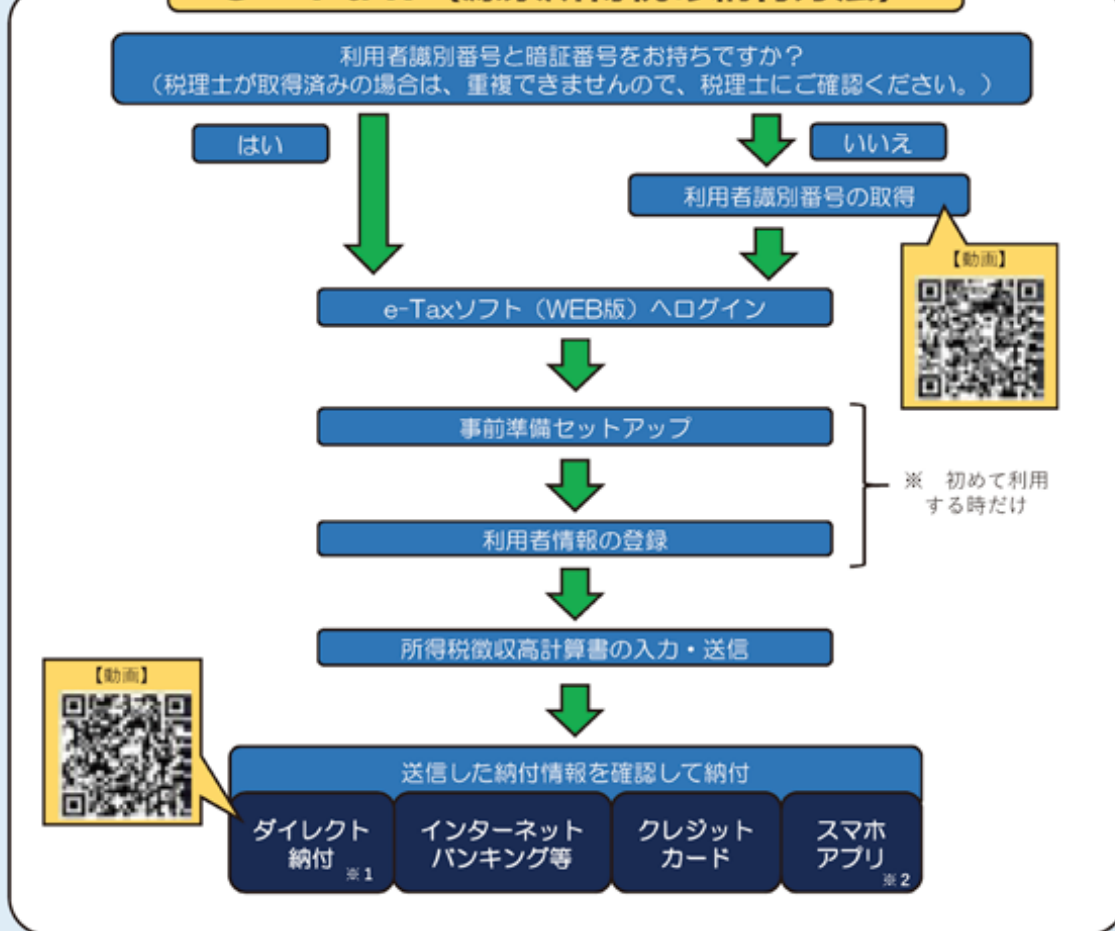 利用者識別番号と暗証番号をお持ちですか？
（税理士が取得済みの場合は、重複できませんので、税理士にご確認ください。）
はい
いいえ
利用者識別番号の取得
【動画】
e-Taxソフト（WEB版）へログイン
事前準備セットアップ
※　初めて利用
する時だけ
利用者情報の登録
所得税徴収高計算書の入力・送信
【動画】
送信した納付情報を確認して納付
ダイレクト
納付 ※1
インターネット
バンキング等
クレジット
カード
スマホ
アプリ ※2